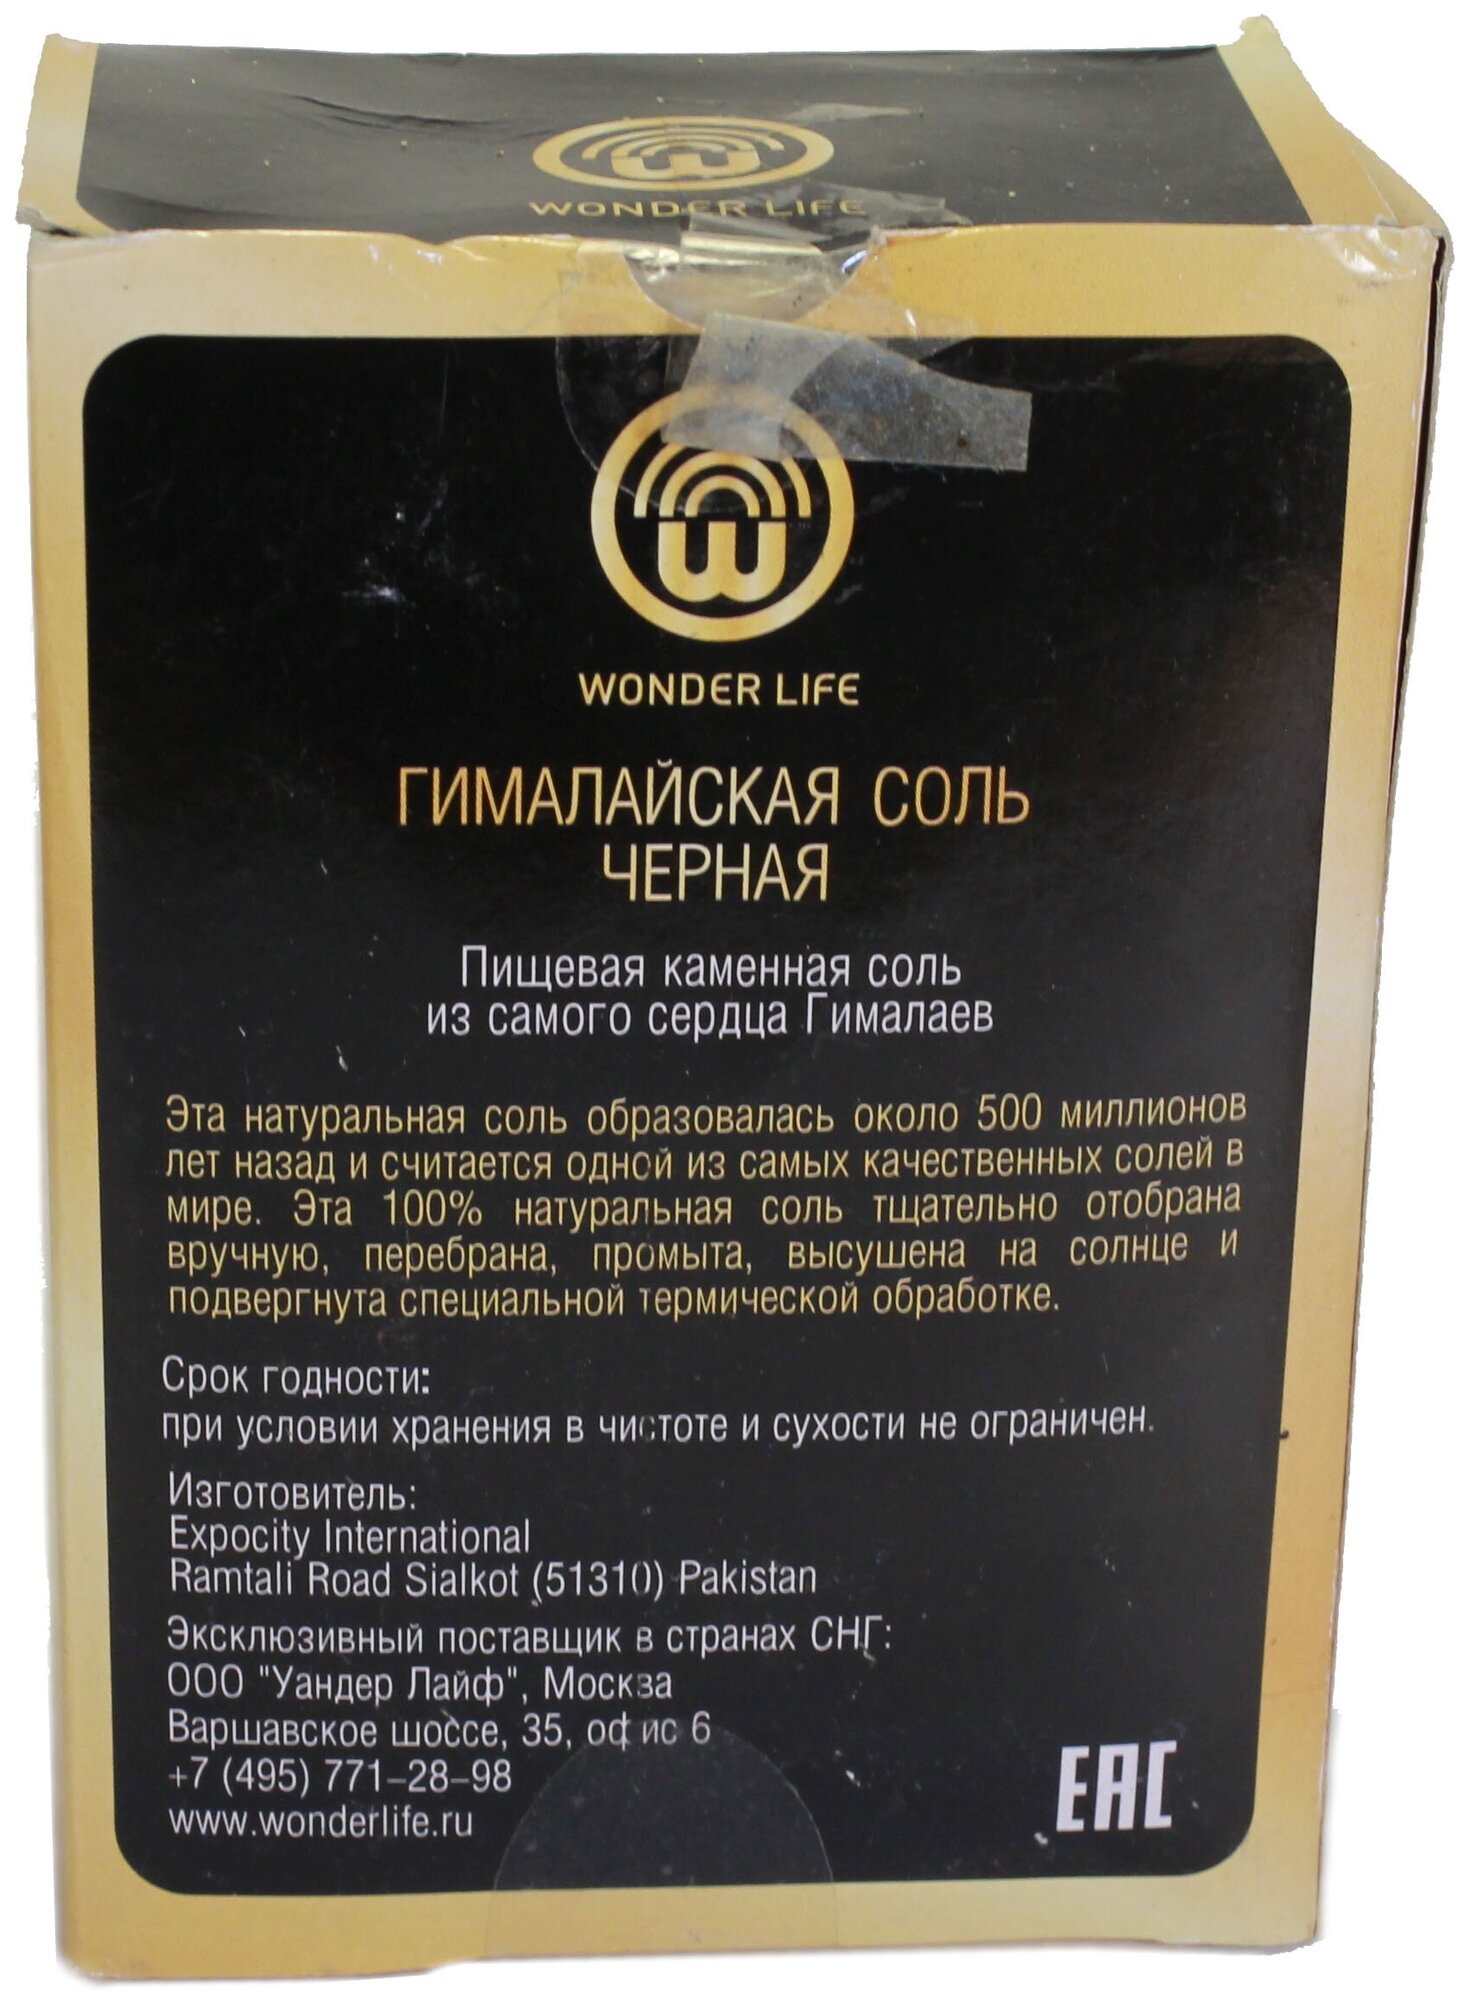 WONDER LIFE
WONDER LIFE
ГИМАЛАЙСКАЯ СОЛЬ
ЧЕРНАЯ
Пищевая каменная соль
из самого сердца Гималаев
Эта натуральная соль образовалась около 500 миллионов
лет назад и считается одной из самых качественных солей в
мире. Эта 100% натуральная соль тщательно отобрана
вручную, перебрана, промыта, высушена на солнце и
подвергнута специальной термической обработке.
Срок годности:
при условии хранения в чистоте и сухости не ограничен.
Изготовитель:
Expocity International
Ramtali Road Sialkot (51310) Pakistan
Эксклюзивный поставщик в странах СНГ:
ООО "Уандер Лайф", Москва
Варшавское шоссе, 35, офис 6
+7 (495) 771-28-98
www.wonderlife.ru
EAC